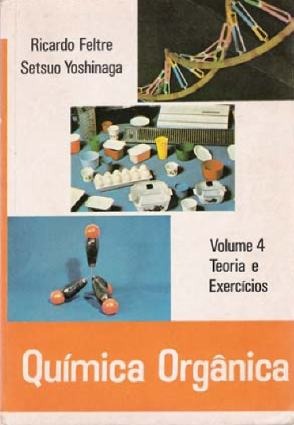 Ricardo Feltre
Setsuo Yoshinaga
Volume 4
Teoria e
Exercícios
Química Orgânica